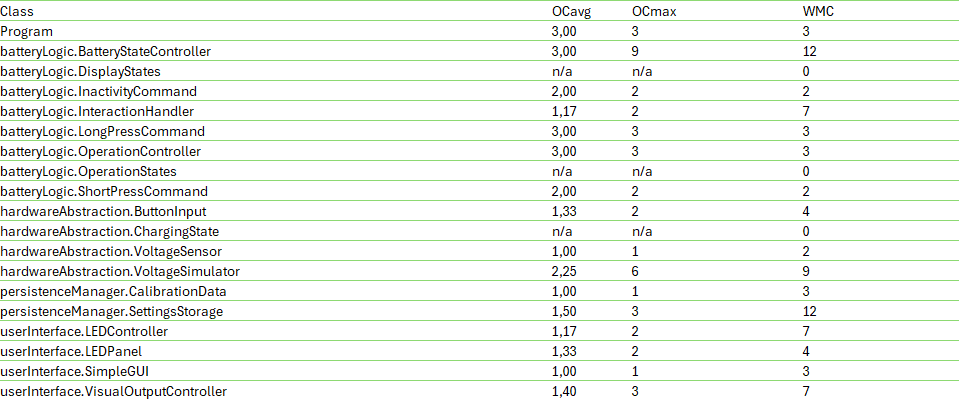 Class OCavg OCmax WMC
Program 3,00 3 3
batteryLogic.BatteryStateController 3,00 9 12
batteryLogic.DisplayStates n/a n/a 0
batteryLogic.InactivityCommand 2,00 2 2
batteryLogic.InteractionHandler 1,17 2 7
batteryLogic.LongPressCommand 3,00 3 3
batteryLogic.OperationController 3,00 3 3
batteryLogic.OperationStates n/a n/a 0
batteryLogic.ShortPressCommand 2,00 2 2
hardwareAbstraction.ButtonInput 1,33 2 4
hardwareAbstraction.ChargingState n/a n/a 0
hardwareAbstraction.VoltageSensor 1,00 1 2
hardwareAbstraction.VoltageSimulator 2,25 6 9
persistenceManager.CalibrationData 1,00 1 3
persistenceManager.SettingsStorage 1,50 3 12
userInterface.LEDController 1,17 2 7
userInterface.LEDPanel 1,33 2 4
userInterface.SimpleGUI 1,00 1 3
userInterface.VisualOutputController 1,40 3 7